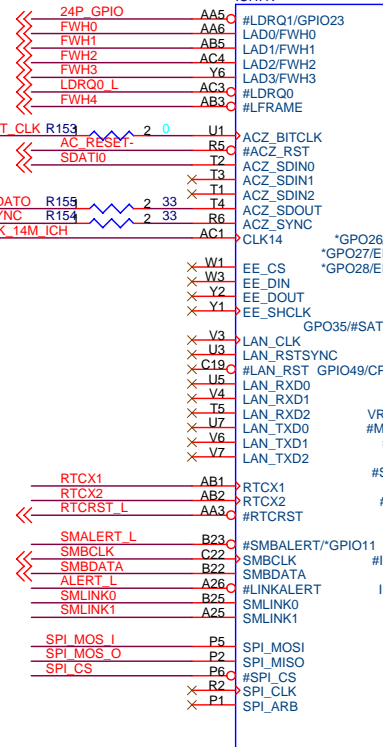 24P_GPIO AA5 #LDRQ1/GPIO23
FWH0 AA6 LAD0/FWH0
FWH1 AB5 LAD1/FWH1
FWH2 AC4 LAD2/FWH2
FWH3 Y6 LAD3/FWH3
LDRQ0_L AC3 #LDRQ0
FWH4 AB3 #LFRAME
T_CLK R153 1 2 0 U1 ACZ_BITCLK
AC_RESET- R5 #ACZ_RST
SDATI0 T2 ACZ_SDIN0
T3 ACZ_SDIN1
T1 ACZ_SDIN2
DATO R155 1 2 33 T4 ACZ_SDOUT
YNC R154 1 2 33 R6 ACZ_SYNC
K_14M_ICH AC1 CLK14 *GPO26
*GPO27/E
W1 EE_CS *GPO28/E
W3 EE_DIN
Y2 EE_DOUT
Y1 EE_SHCLK
GPO35/#SAT
V3 LAN_CLK
U3 LAN_RSTSYNC
C19 #LAN_RST GPIO49/CP
U5 LAN_RXD0
V4 LAN_RXD1
T5 LAN_RXD2 VR
U7 LAN_TXD0 #M
V6 LAN_TXD1
V7 LAN_TXD2
RTCX1 AB1 RTCX1
RTCX2 AB2 RTCX2
RTCRST_L AA3 #RTCRST
SMALERT_L B23 #SMBALERT/*GPIO11
SMBCLK C22 SMBCLK #I
SMBDATA B22 SMBDATA
ALERT_L A26 #LINKALERT I
SMLINK0 B25 SMLINK0
SMLINK1 A25 SMLINK1
SPI_MOS_I P5 SPI_MOSI
SPI_MOS_O P2 SPI_MISO
SPI_CS P6 #SPI_CS
R2 SPI_CLK
P1 SPI_ARB